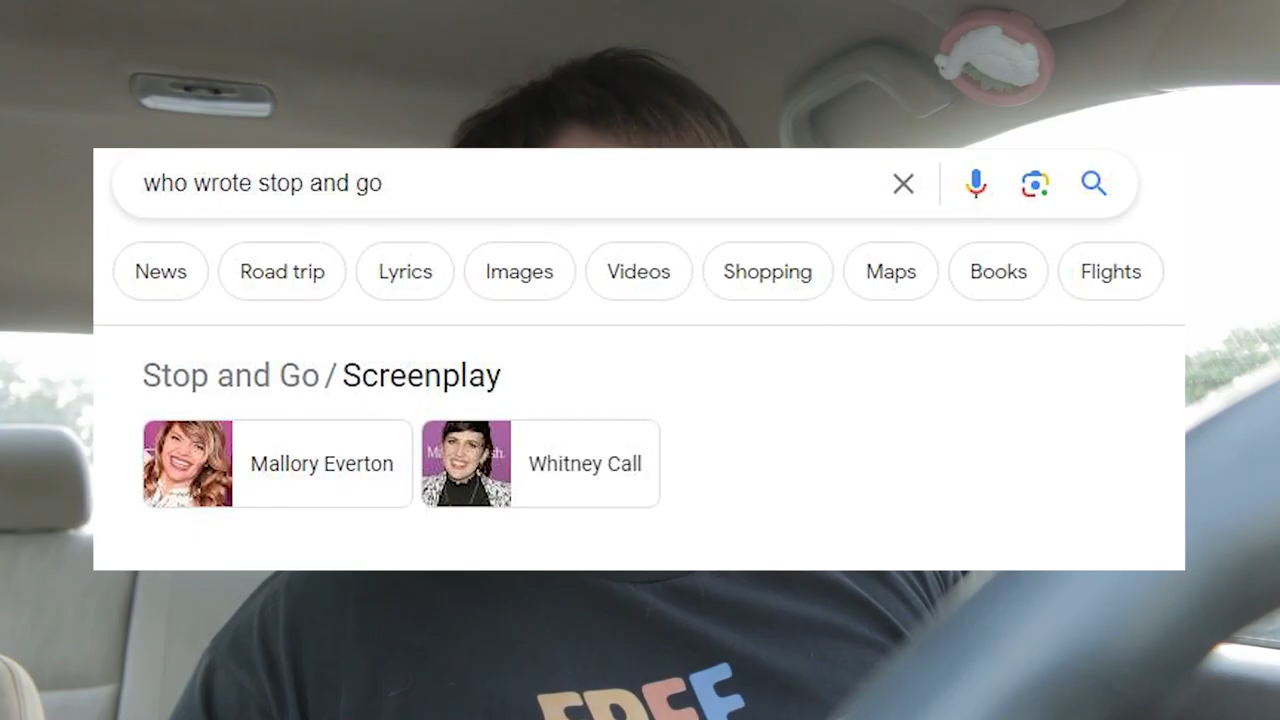 who wrote stop and go
News Road trip Lyrics Images Videos Shopping Maps Books Flights
Stop and Go / Screenplay
Mallory Everton Whitney Call
FREE